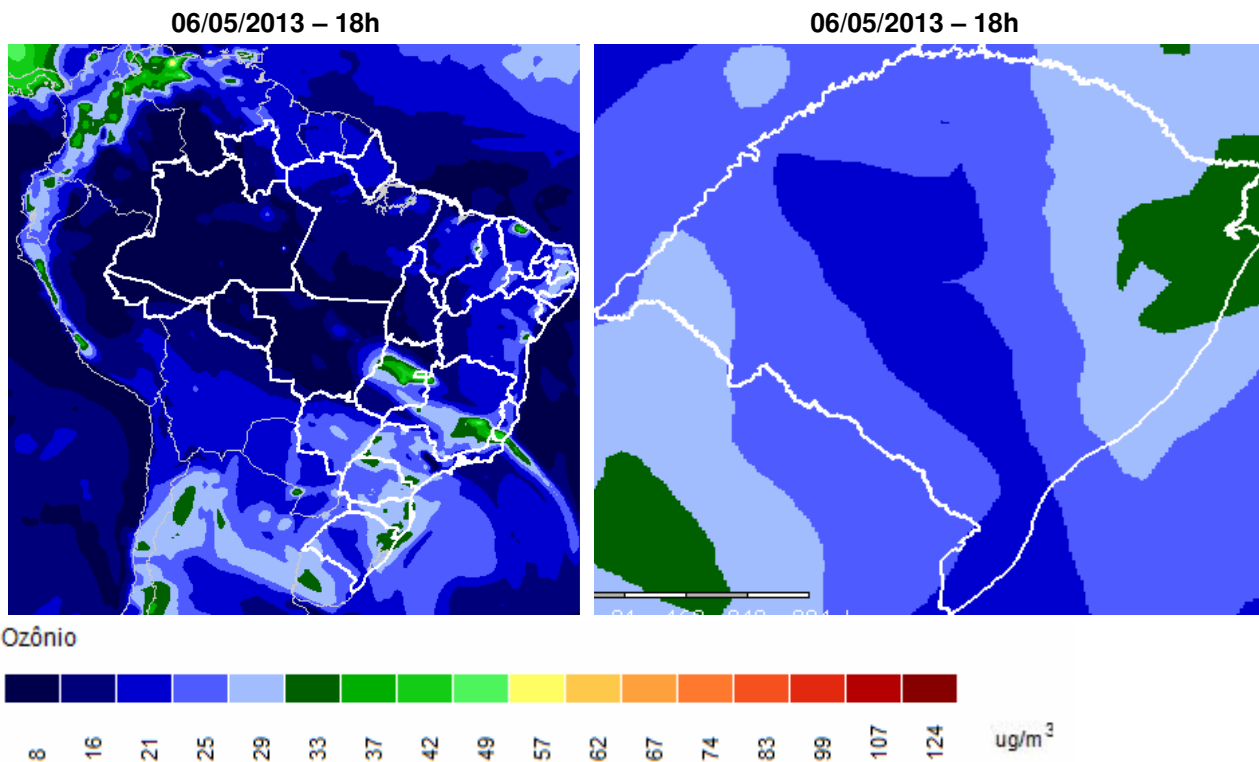 06/05/2013 – 18h
06/05/2013 – 18h
Ozônio
8 16 21 25 29 33 37 42 49 57 62 67 74 83 99 107 124 ug/m³